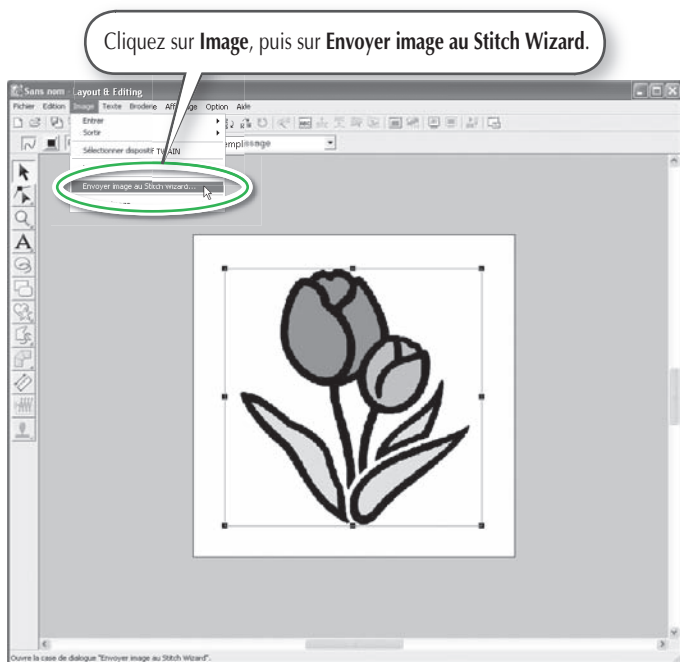 Cliquez sur Image, puis sur Envoyer image au Stitch Wizard.
Sans nom - Layout & Editing
Fichier Edition Image Texte Broderie Affichage Option Aide
Entrer
Sortir
Sélectionner dispositif TWAIN
Envoyer image au Stitch Wizard...
A
Ouvre la case de dialogue "Envoyer image au Stitch Wizard".